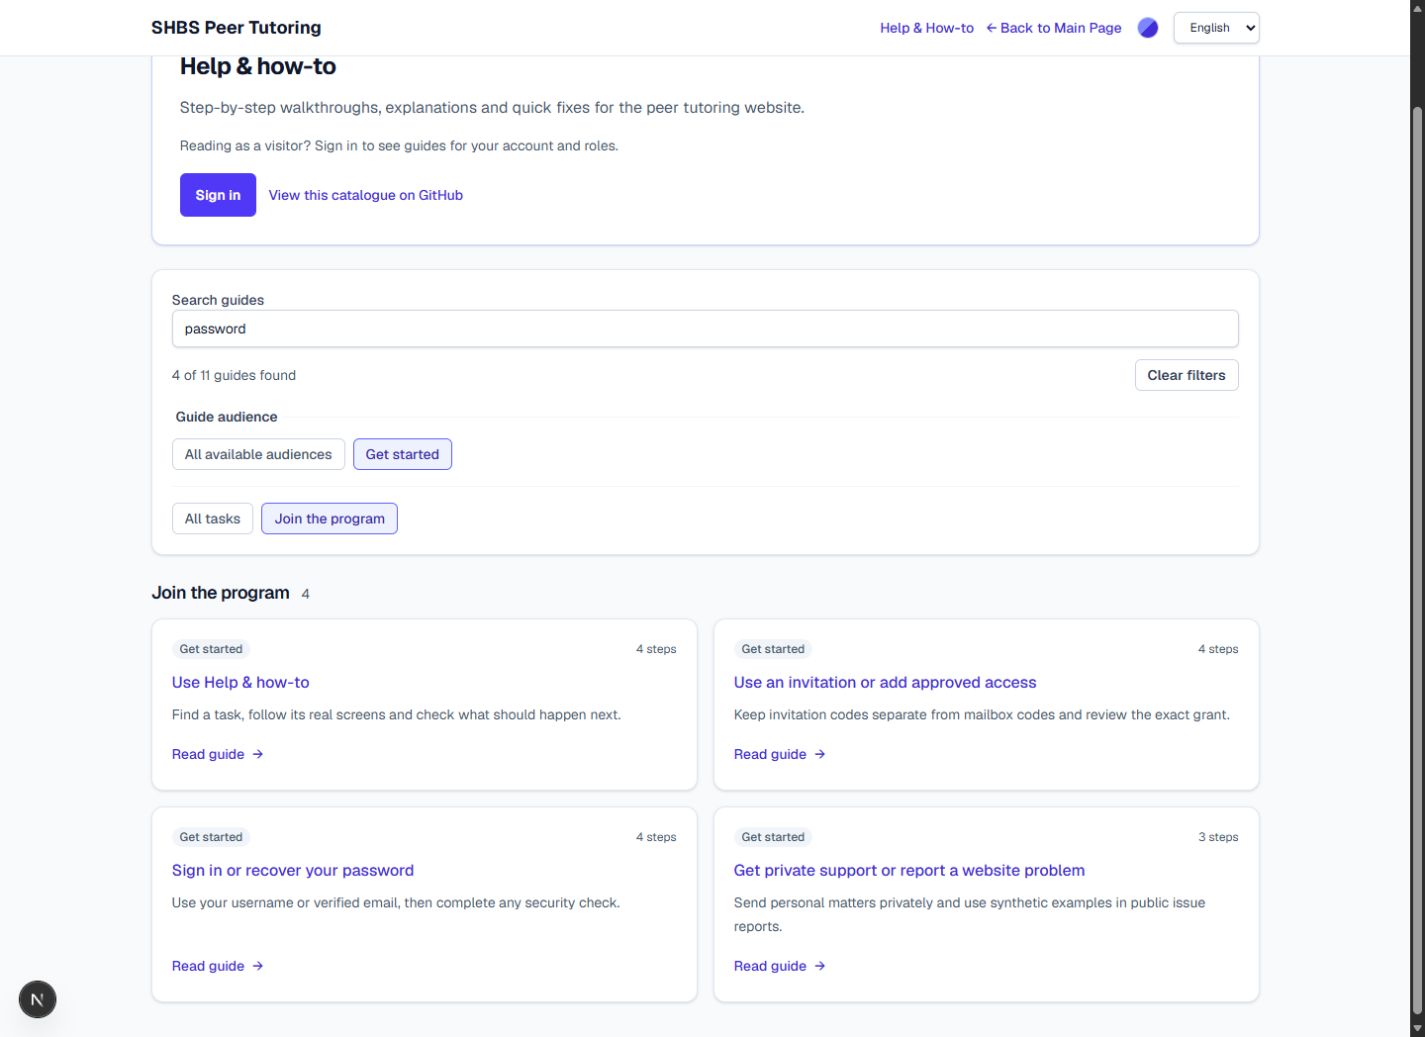 SHBS Peer Tutoring
Help & How-to
← Back to Main Page
English
Help & how-to
Step-by-step walkthroughs, explanations and quick fixes for the peer tutoring website.
Reading as a visitor? Sign in to see guides for your account and roles.
Sign in
View this catalogue on GitHub
Search guides
password
4 of 11 guides found
Clear filters
Guide audience
All available audiences
Get started
All tasks
Join the program
Join the program 4
Get started
4 steps
Use Help & how-to
Find a task, follow its real screens and check what should happen next.
Read guide →
Get started
4 steps
Use an invitation or add approved access
Keep invitation codes separate from mailbox codes and review the exact grant.
Read guide →
Get started
4 steps
Sign in or recover your password
Use your username or verified email, then complete any security check.
Read guide →
Get started
3 steps
Get private support or report a website problem
Send personal matters privately and use synthetic examples in public issue
reports.
Read guide →
N